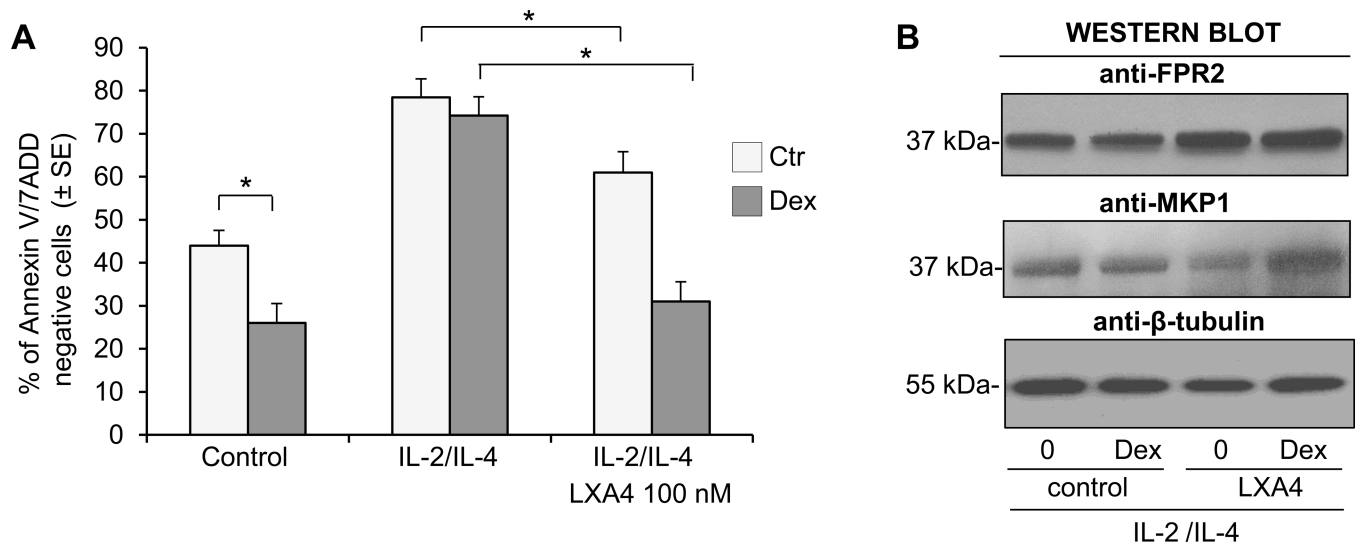 A
% of Annexin V/7ADD
negative cells (± SE)
90
80
70
60
50
40
30
20
10
0
*
*
*
Control
IL-2/IL-4
IL-2/IL-4
LXA4 100 nM
Ctr
Dex
B
WESTERN BLOT
anti-FPR2
37 kDa-
anti-MKP1
37 kDa-
anti-β-tubulin
55 kDa-
0 Dex 0 Dex
control LXA4
IL-2 /IL-4